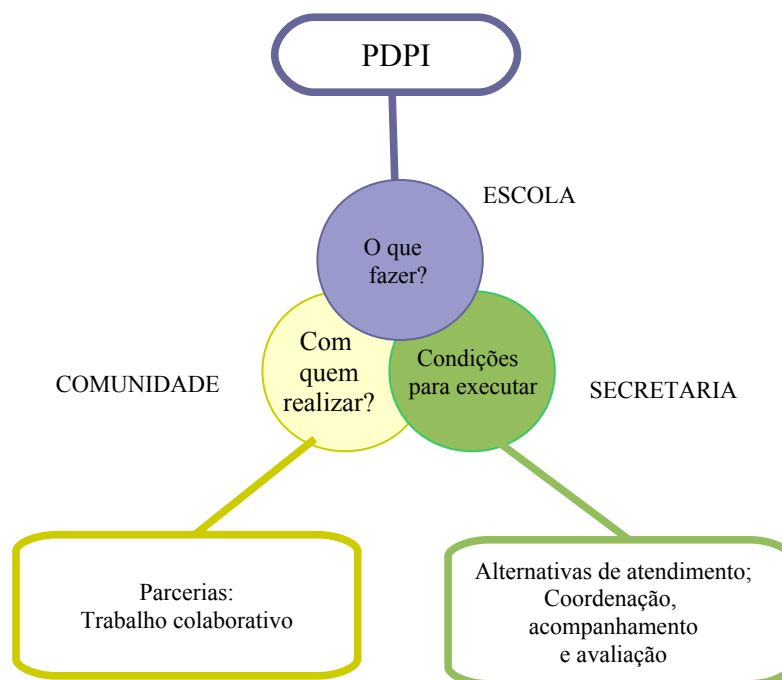 PDPI
ESCOLA
O que
fazer?
Com
quem
realizar?
Condições
para executar
COMUNIDADE
SECRETARIA
Parcerias:
Trabalho colaborativo
Alternativas de atendimento;
Coordenação,
acompanhamento
e avaliação